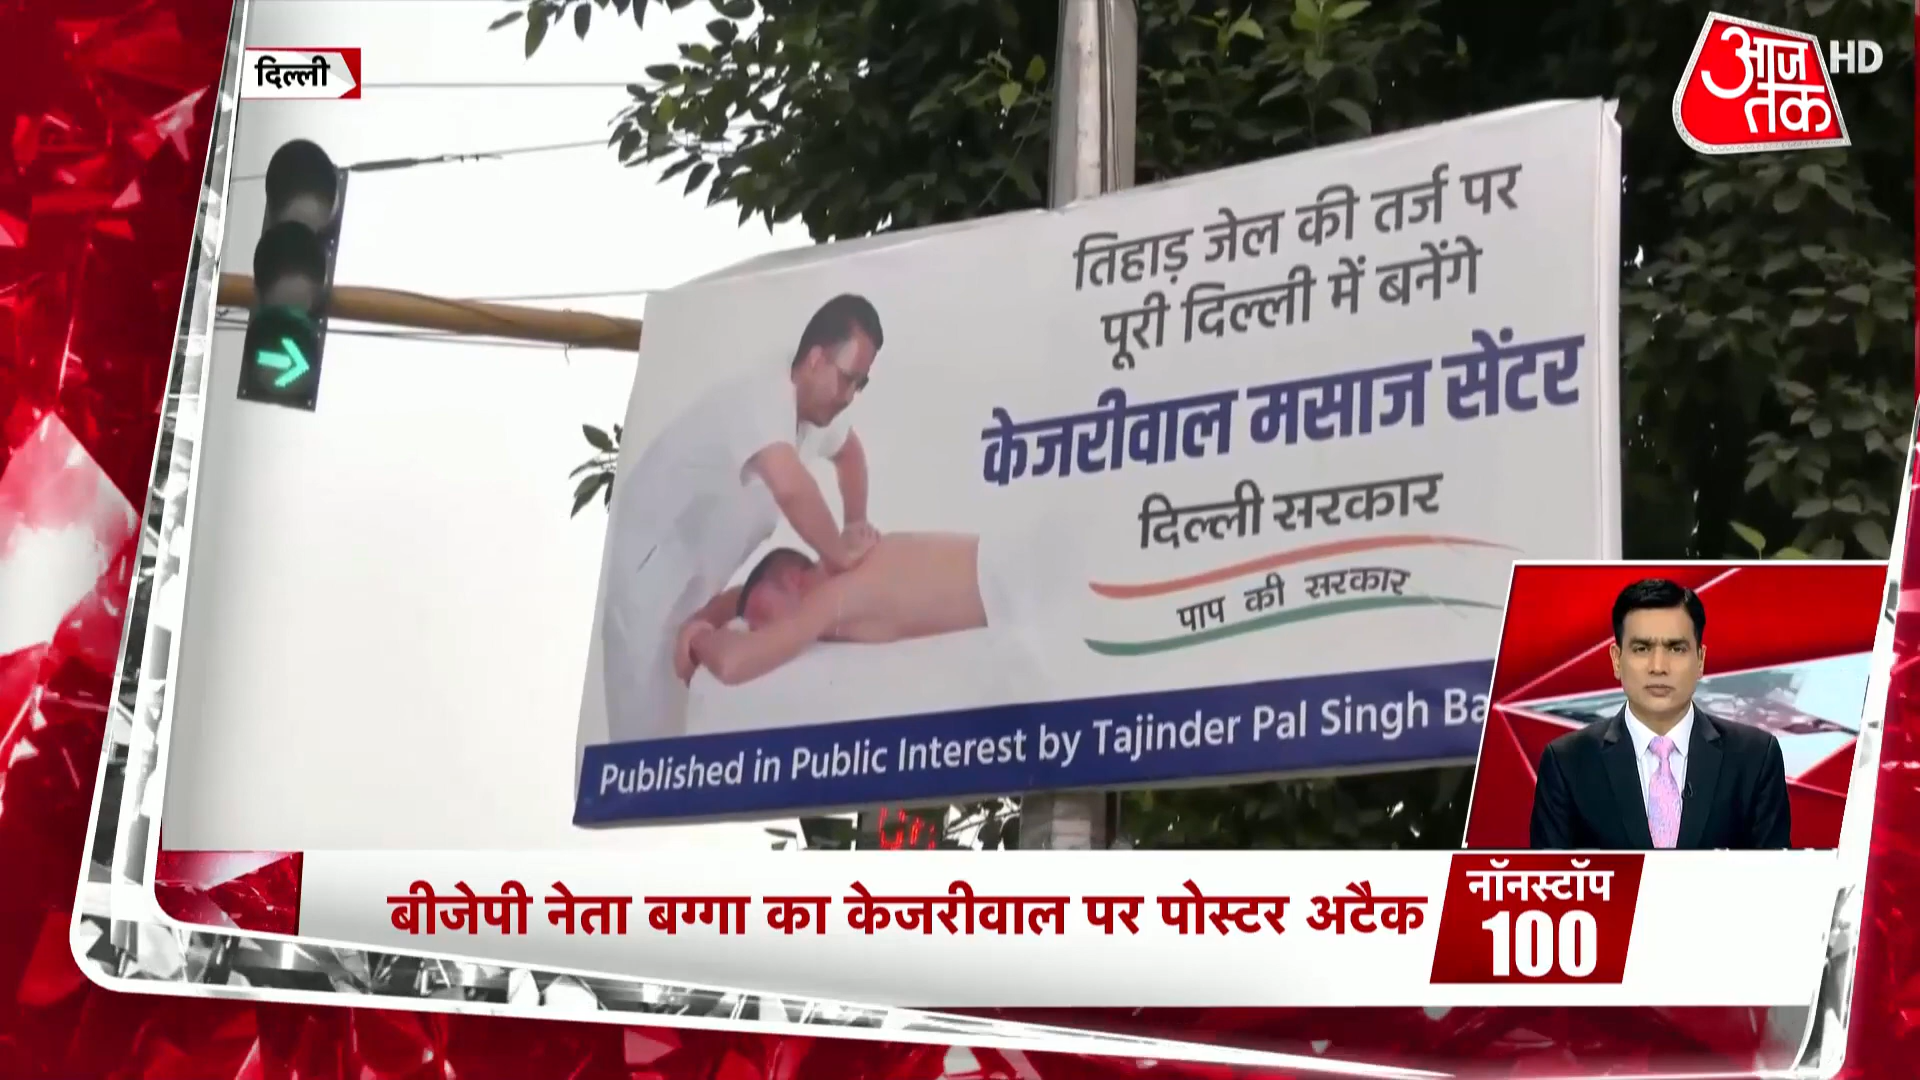 दिल्ली
आज तक HD
तिहाड़ जेल की तर्ज पर
पूरी दिल्ली में बनेंगे
केजरीवाल मसाज सेंटर
दिल्ली सरकार
पाप की सरकार
Published in Public Interest by Tajinder Pal Singh Ba
बीजेपी नेता बग्गा का केजरीवाल पर पोस्टर अटैक
नॉनस्टॉप
100